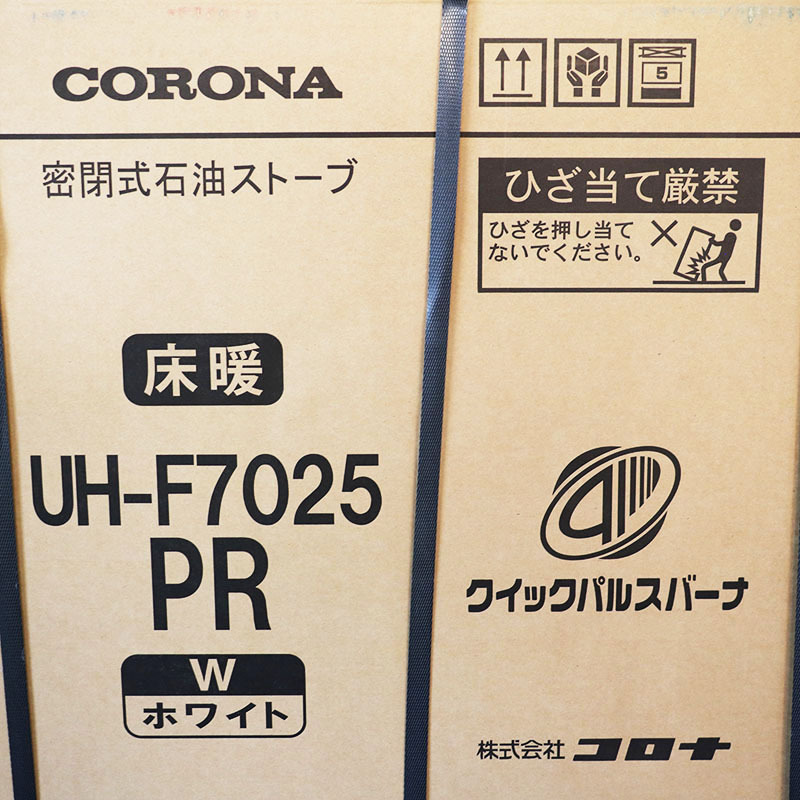 CORONA
5
密閉式石油ストーブ
ひざ当て厳禁
ひざを押し当て
ないでください。
床暖
UH-F7025
PR
クイックパルスバーナ
W
ホワイト
株式会社 コロナ